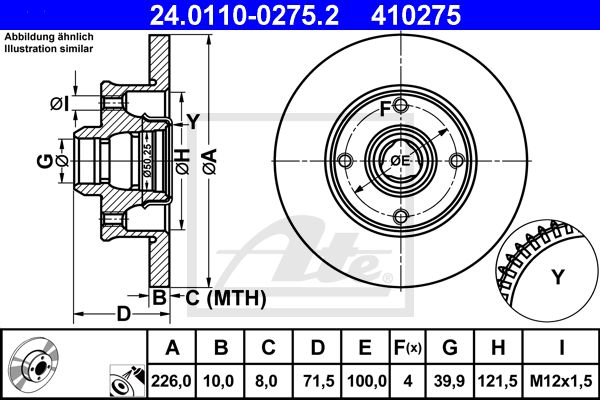 24.0110-0275.2 410275
Abbildung ähnlich
Illustration similar
ØI
G
Ø
Y
Ø50,25
ØH
ØA
F
ØE
Y
B
C (MTH)
D
Ate
A B C D E F(x) G H I
226,0 10,0 8,0 71,5 100,0 4 39,9 121,5 M12x1,5